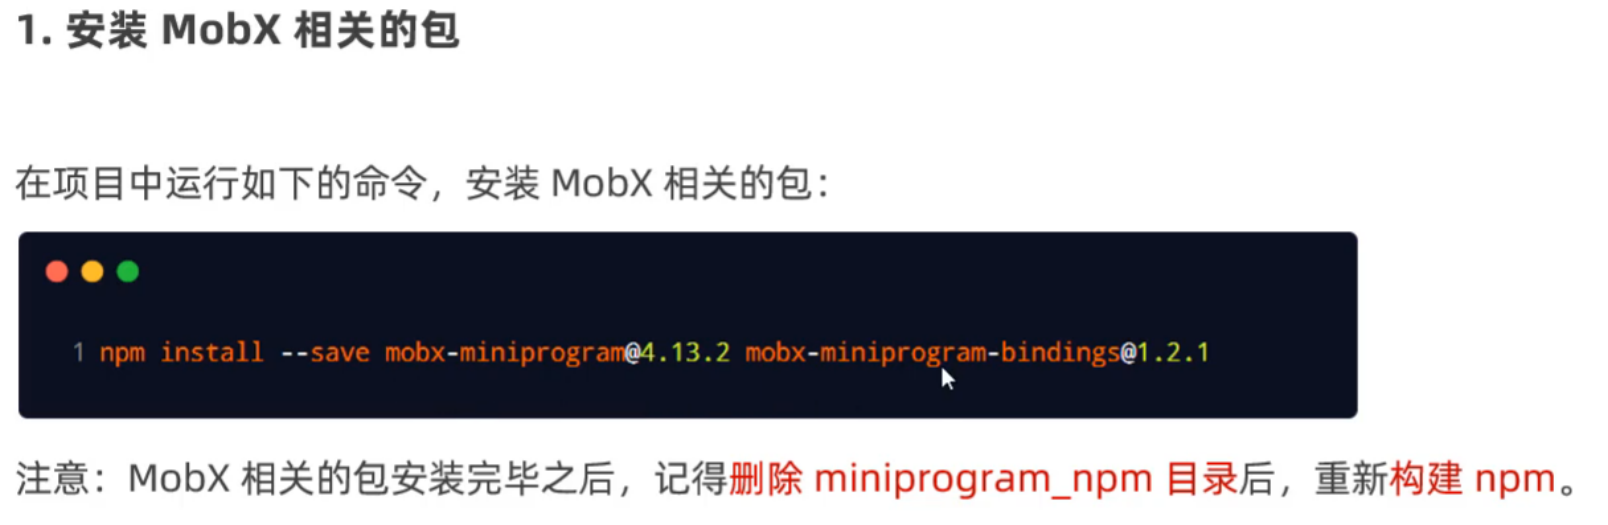 1. 安装 MobX 相关的包
在项目中运行如下的命令，安装 MobX 相关的包：
1 npm install --save mobx-miniprogram@4.13.2 mobx-miniprogram-bindings@1.2.1
注意：MobX 相关的包安装完毕之后，记得删除 miniprogram_npm 目录后，重新构建 npm。